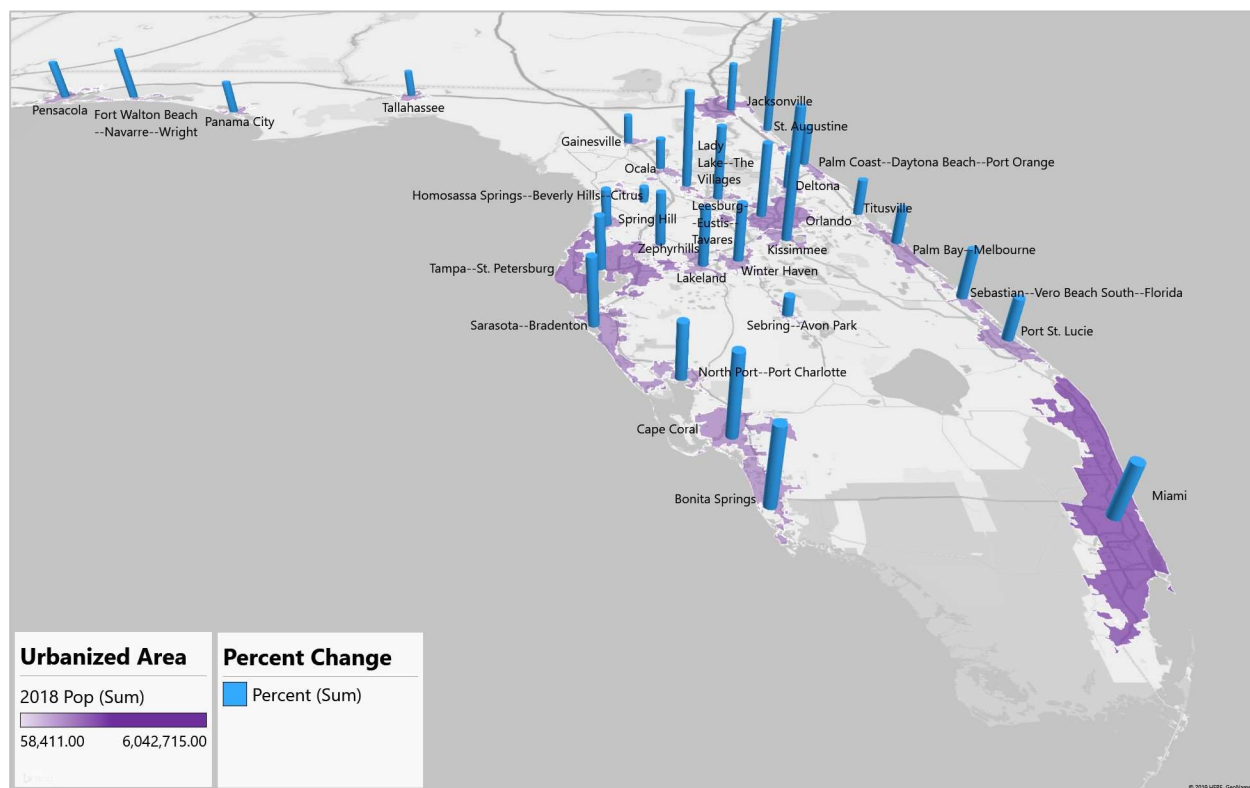 Pensacola
Fort Walton Beach
--Navarre--Wright
Panama City
Tallahassee
Jacksonville
St. Augustine
Gainesville
Lady
Lake--The
Villages
Ocala
Palm Coast--Daytona Beach--Port Orange
Deltona
Homosassa Springs--Beverly Hills--Citrus
Leesburg-
-Eustis--
Tavares
Titusville
Spring Hill
Orlando
Zephyrhills
Kissimmee
Palm Bay--Melbourne
Tampa--St. Petersburg
Lakeland
Winter Haven
Sebastian--Vero Beach South--Florida
Sarasota--Bradenton
Sebring--Avon Park
Port St. Lucie
North Port--Port Charlotte
Cape Coral
Bonita Springs
Miami
Urbanized Area
2018 Pop (Sum)
58,411.00 6,042,715.00
Percent Change
Percent (Sum)
© 2019 HERE, GeoNames